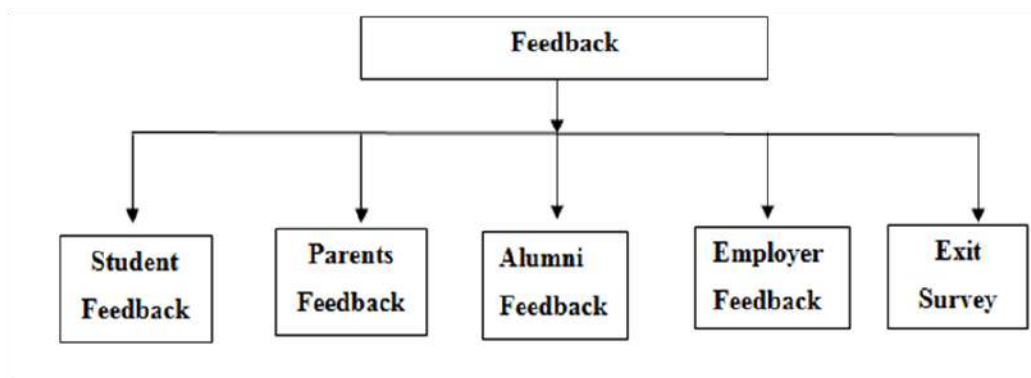 Feedback
Student
Feedback
Parents
Feedback
Alumni
Feedback
Employer
Feedback
Exit
Survey